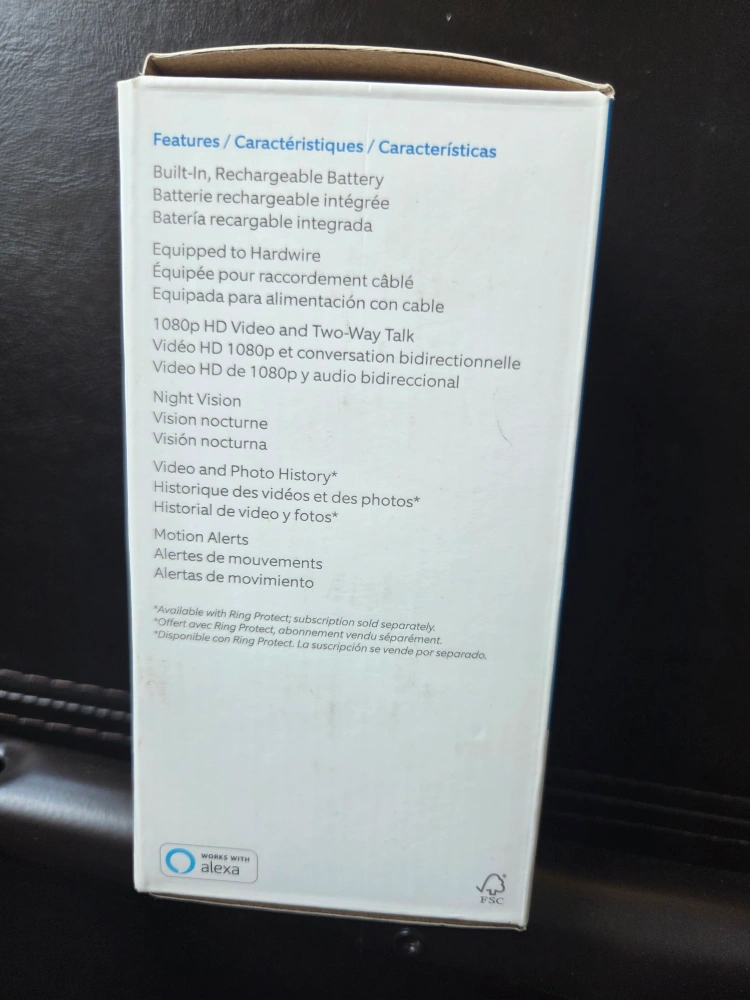 Features / Caractéristiques / Características
Built-In, Rechargeable Battery
Batterie rechargeable intégrée
Batería recargable integrada
Equipped to Hardwire
Équipée pour raccordement câblé
Equipada para alimentación con cable
1080p HD Video and Two-Way Talk
Vidéo HD 1080p et conversation bidirectionnelle
Video HD de 1080p y audio bidireccional
Night Vision
Vision nocturne
Visión nocturna
Video and Photo History*
Historique des vidéos et des photos*
Historial de video y fotos*
Motion Alerts
Alertes de mouvements
Alertas de movimiento
*Available with Ring Protect; subscription sold separately.
*Offert avec Ring Protect, abonnement vendu séparément.
*Disponible con Ring Protect. La suscripción se vende por separado.
WORKS WITH
alexa
FSC